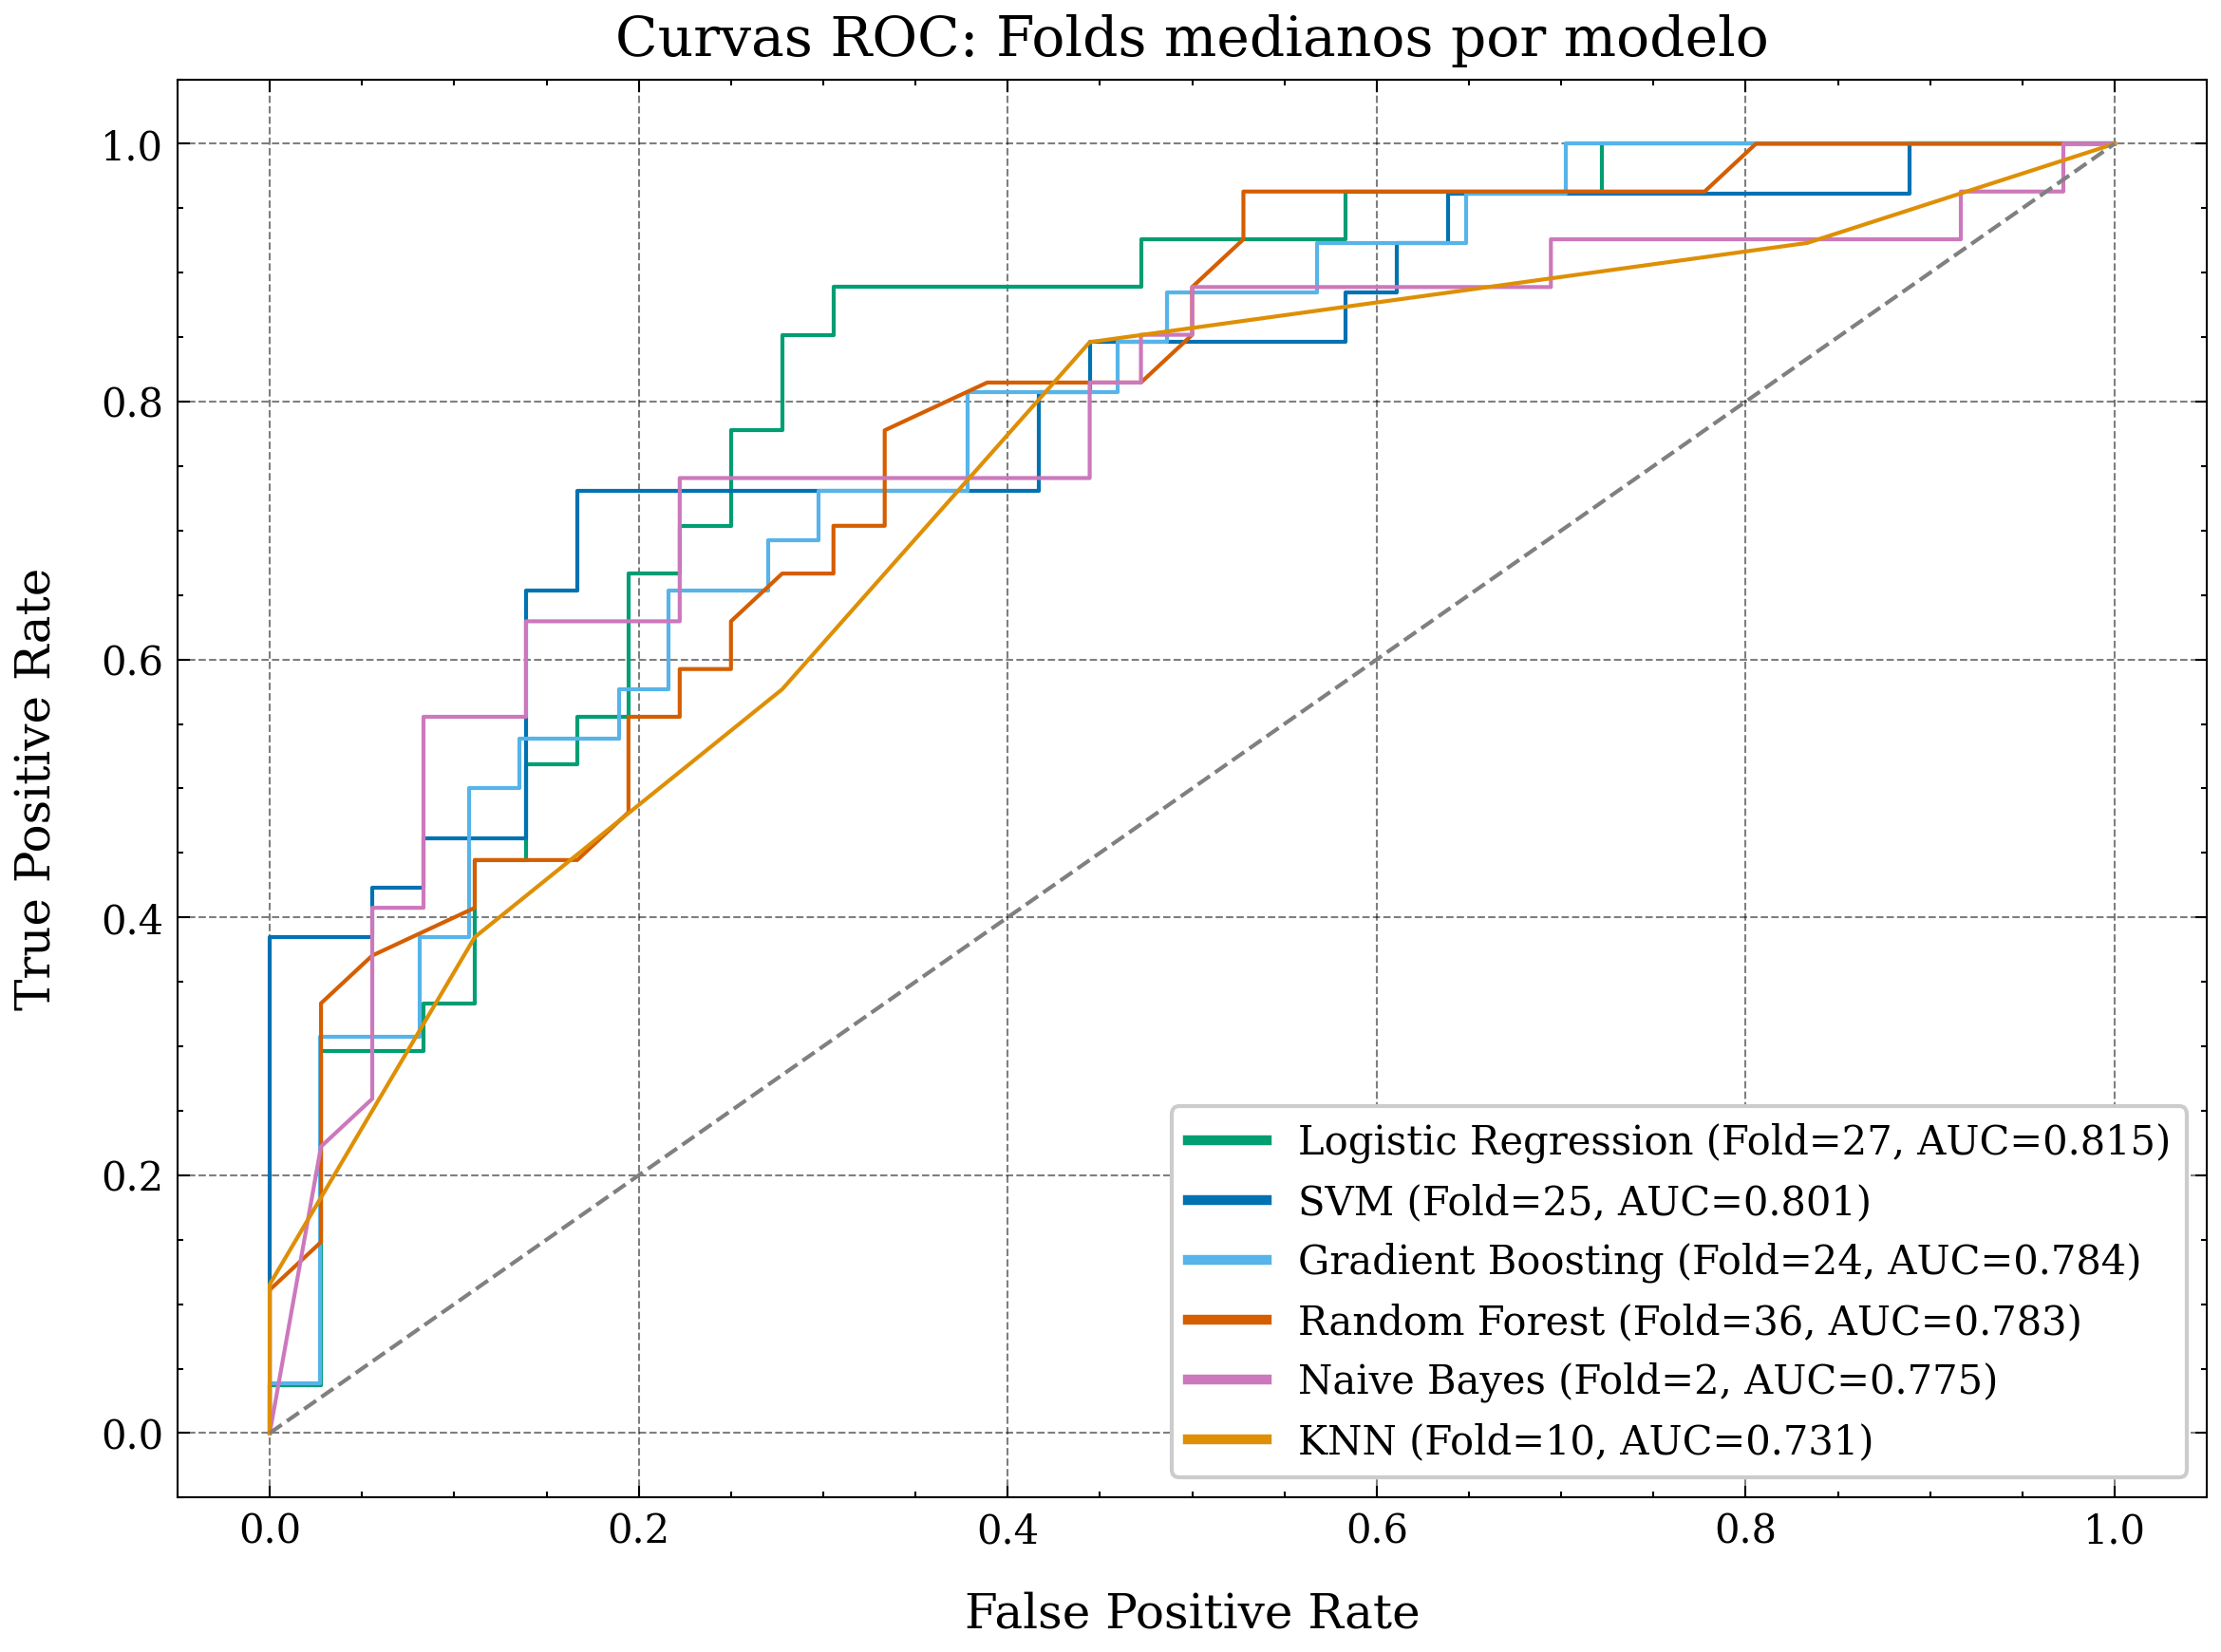 Curvas ROC: Folds medianos por modelo
True Positive Rate
1.0
0.8
0.6
0.4
0.2
0.0
Logistic Regression (Fold=27, AUC=0.815)
SVM (Fold=25, AUC=0.801)
Gradient Boosting (Fold=24, AUC=0.784)
Random Forest (Fold=36, AUC=0.783)
Naive Bayes (Fold=2, AUC=0.775)
KNN (Fold=10, AUC=0.731)
0.0 0.2 0.4 0.6 0.8 1.0
False Positive Rate